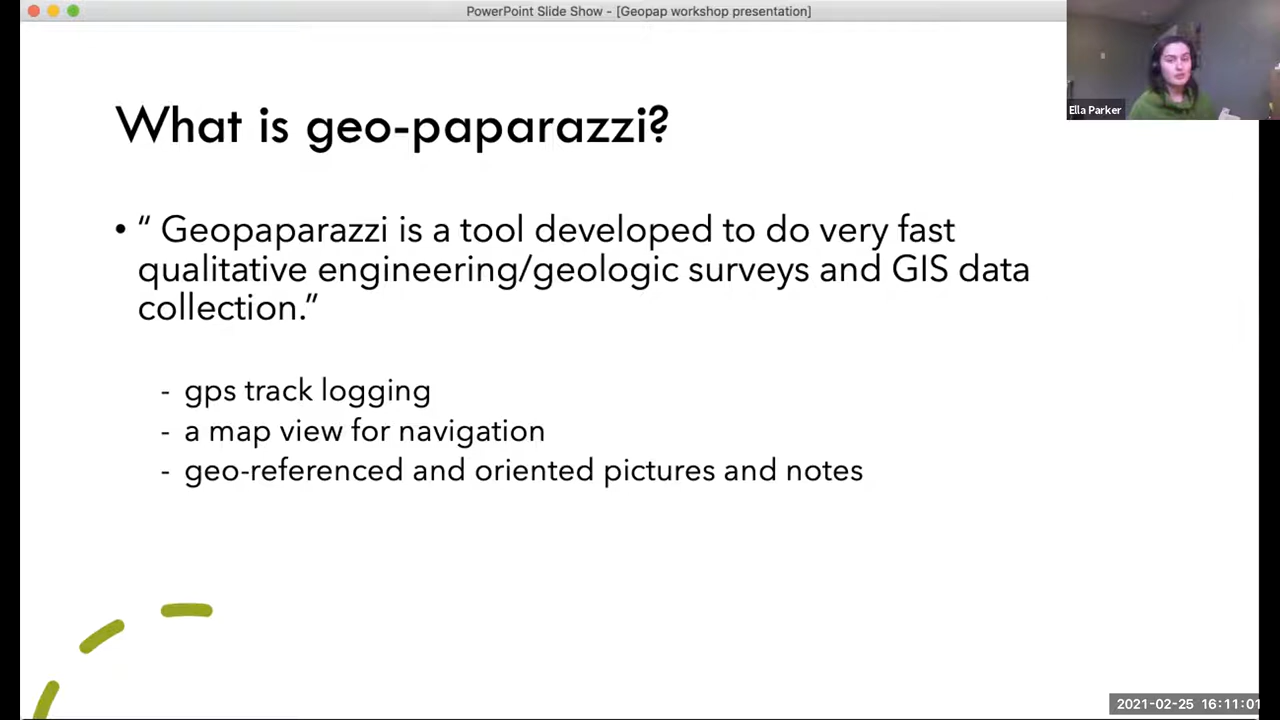 PowerPoint Slide Show - [Geopap workshop presentation]
Ella Parker
What is geo-paparazzi?
• “ Geopaparazzi is a tool developed to do very fast
qualitative engineering/geologic surveys and GIS data
collection.”
- gps track logging
- a map view for navigation
- geo-referenced and oriented pictures and notes
2021-02-25 16:11:01